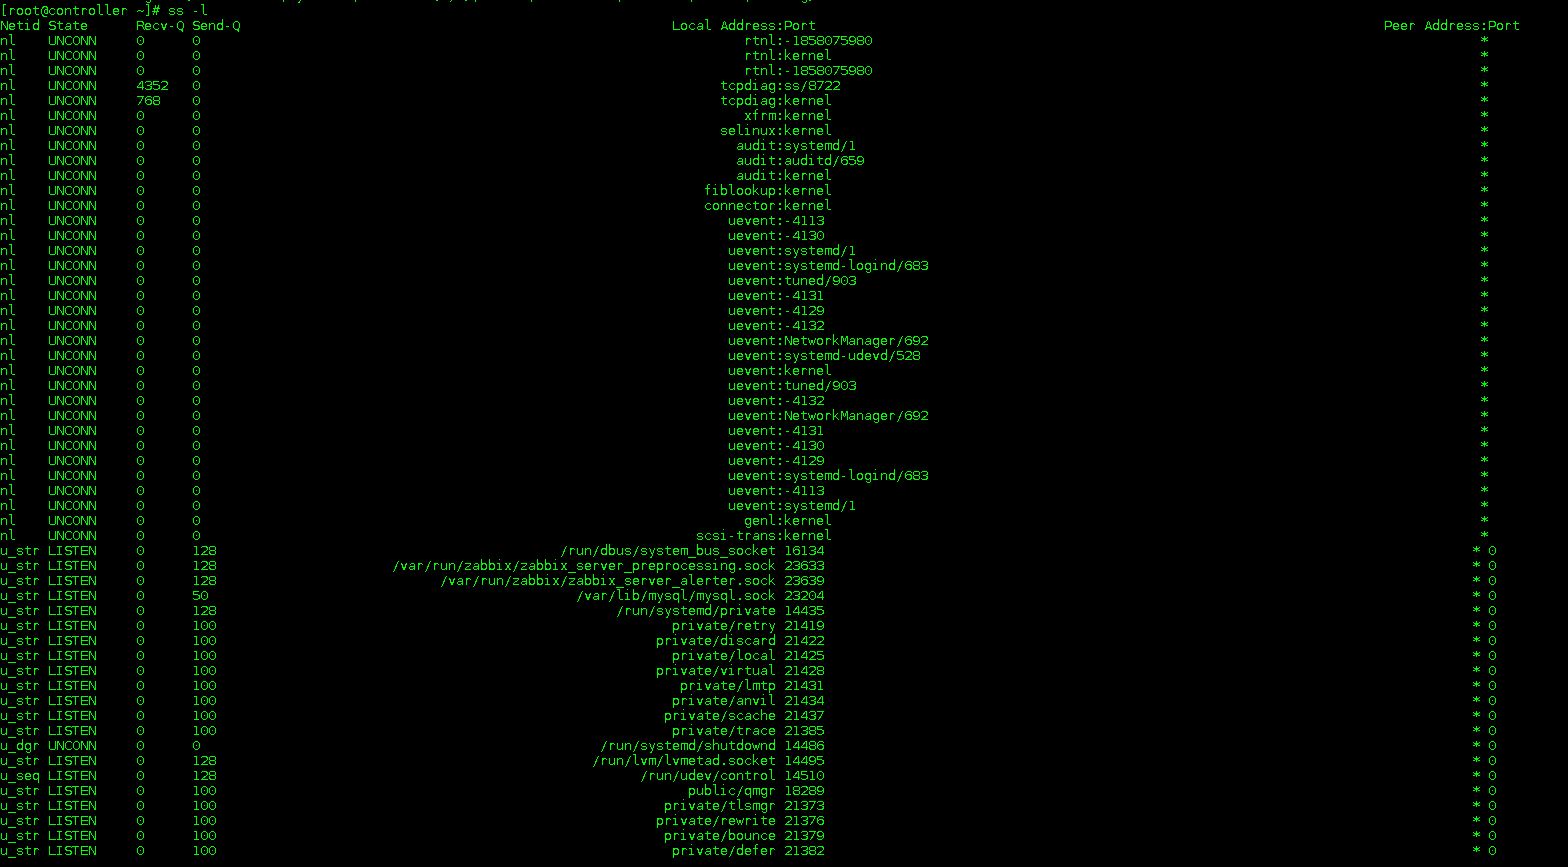 [root@controller ~]# ss -l
Netid State Recv-Q Send-Q Local Address:Port Peer Address:Port
nl UNCONN 0 0 rtnl:-1858075980 *
nl UNCONN 0 0 rtnl:kernel *
nl UNCONN 0 0 rtnl:-1858075980 *
nl UNCONN 4352 0 tcpdiag:ss/8722 *
nl UNCONN 768 0 tcpdiag:kernel *
nl UNCONN 0 0 xfrm:kernel *
nl UNCONN 0 0 selinux:kernel *
nl UNCONN 0 0 audit:systemd/1 *
nl UNCONN 0 0 audit:auditd/659 *
nl UNCONN 0 0 audit:kernel *
nl UNCONN 0 0 fiblookup:kernel *
nl UNCONN 0 0 connector:kernel *
nl UNCONN 0 0 uevent:-4113 *
nl UNCONN 0 0 uevent:-4130 *
nl UNCONN 0 0 uevent:systemd/1 *
nl UNCONN 0 0 uevent:systemd-logind/683 *
nl UNCONN 0 0 uevent:tuned/903 *
nl UNCONN 0 0 uevent:-4131 *
nl UNCONN 0 0 uevent:-4129 *
nl UNCONN 0 0 uevent:-4132 *
nl UNCONN 0 0 uevent:NetworkManager/692 *
nl UNCONN 0 0 uevent:systemd-udevd/528 *
nl UNCONN 0 0 uevent:kernel *
nl UNCONN 0 0 uevent:tuned/903 *
nl UNCONN 0 0 uevent:-4132 *
nl UNCONN 0 0 uevent:NetworkManager/692 *
nl UNCONN 0 0 uevent:-4131 *
nl UNCONN 0 0 uevent:-4130 *
nl UNCONN 0 0 uevent:-4129 *
nl UNCONN 0 0 uevent:systemd-logind/683 *
nl UNCONN 0 0 uevent:-4113 *
nl UNCONN 0 0 uevent:systemd/1 *
nl UNCONN 0 0 genl:kernel *
nl UNCONN 0 0 scsi-trans:kernel *
u_str LISTEN 0 128 /run/dbus/system_bus_socket 16134 * 0
u_str LISTEN 0 128 /var/run/zabbix/zabbix_server_preprocessing.sock 23633 * 0
u_str LISTEN 0 128 /var/run/zabbix/zabbix_server_alerter.sock 23639 * 0
u_str LISTEN 0 50 /var/lib/mysql/mysql.sock 23204 * 0
u_str LISTEN 0 128 /run/systemd/private 14435 * 0
u_str LISTEN 0 100 private/retry 21419 * 0
u_str LISTEN 0 100 private/discard 21422 * 0
u_str LISTEN 0 100 private/local 21425 * 0
u_str LISTEN 0 100 private/virtual 21428 * 0
u_str LISTEN 0 100 private/lmtp 21431 * 0
u_str LISTEN 0 100 private/anvil 21434 * 0
u_str LISTEN 0 100 private/scache 21437 * 0
u_str LISTEN 0 100 private/trace 21385 * 0
u_dgr UNCONN 0 0 /run/systemd/shutdownd 14486 * 0
u_str LISTEN 0 128 /run/lvm/lvmetad.socket 14495 * 0
u_seq LISTEN 0 128 /run/udev/control 14510 * 0
u_str LISTEN 0 100 public/qmgr 18289 * 0
u_str LISTEN 0 100 private/tlsmgr 21373 * 0
u_str LISTEN 0 100 private/rewrite 21376 * 0
u_str LISTEN 0 100 private/bounce 21379 * 0
u_str LISTEN 0 100 private/defer 21382 * 0